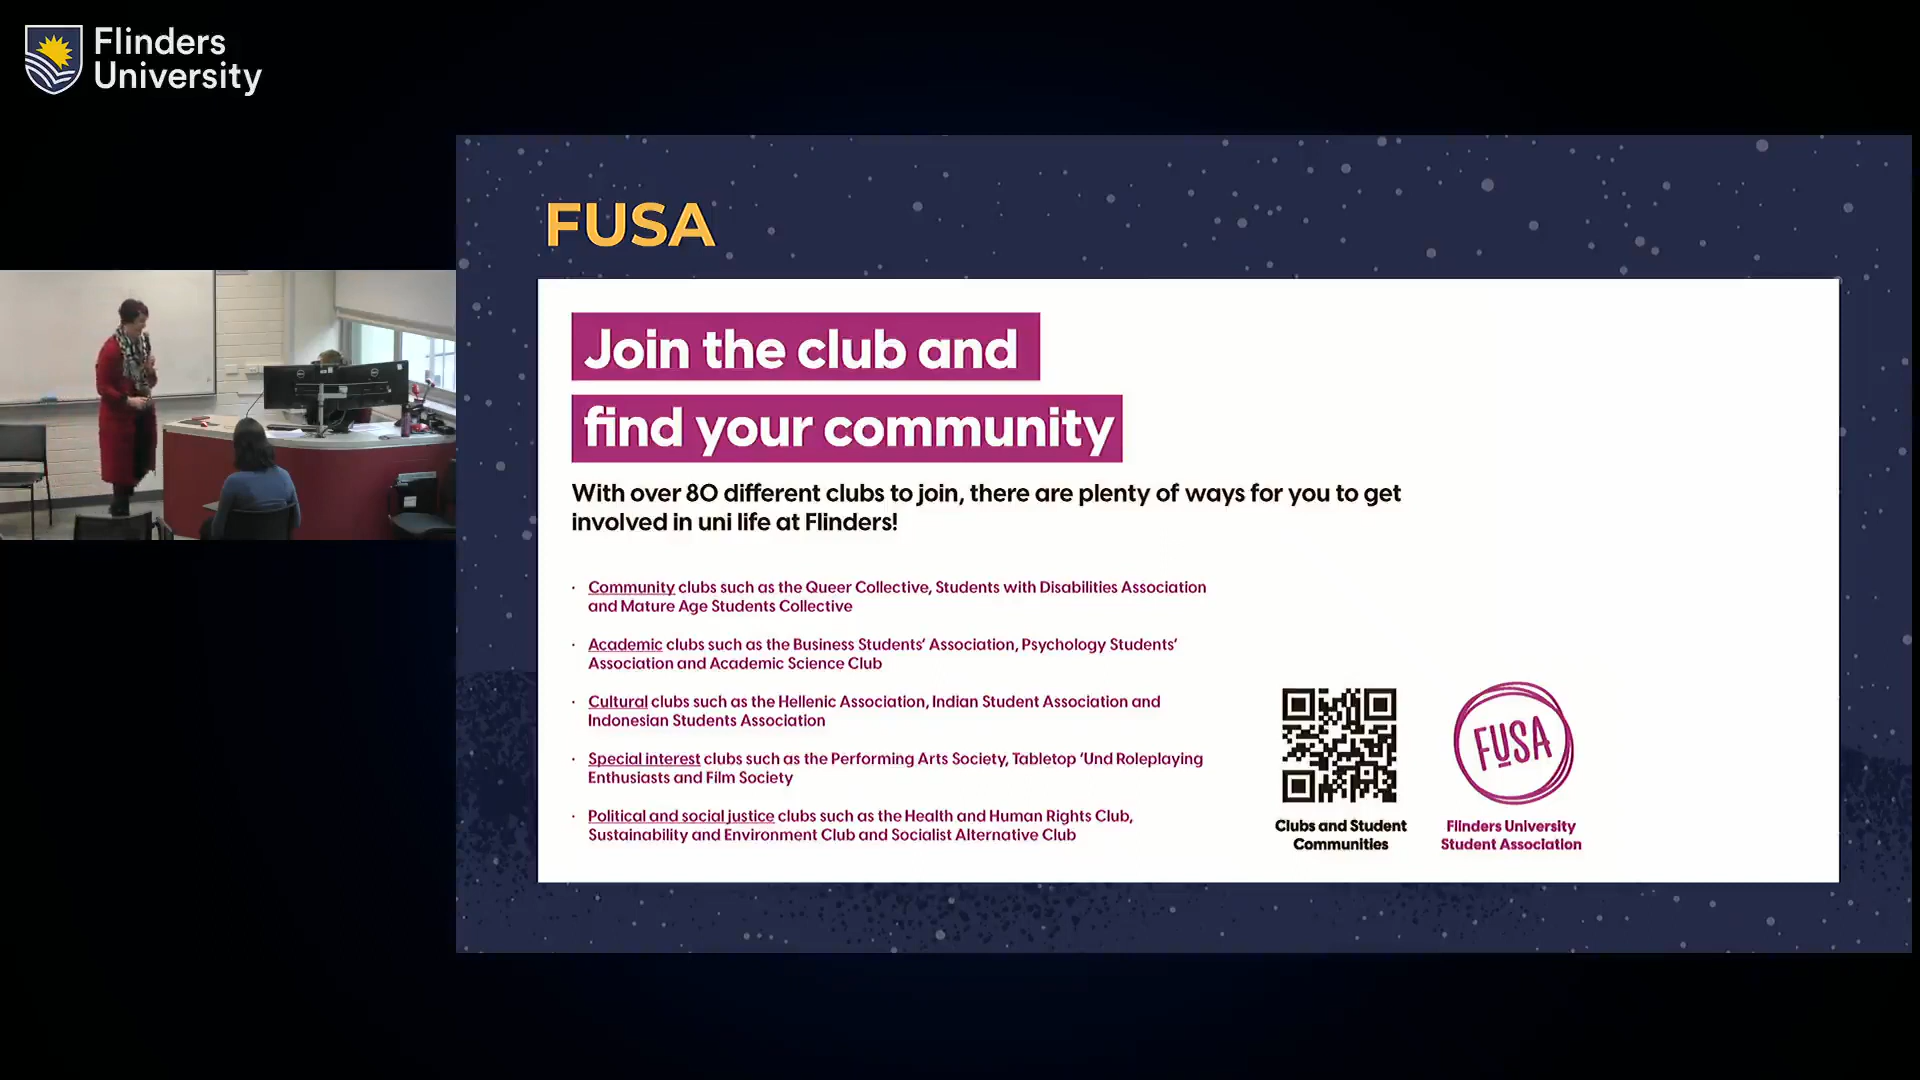 Flinders
University
FUSA
Join the club and
find your community
With over 80 different clubs to join, there are plenty of ways for you to get
involved in uni life at Flinders!
· Community clubs such as the Queer Collective, Students with Disabilities Association
and Mature Age Students Collective
· Academic clubs such as the Business Students' Association, Psychology Students'
Association and Academic Science Club
· Cultural clubs such as the Hellenic Association, Indian Student Association and
Indonesian Students Association
· Special interest clubs such as the Performing Arts Society, Tabletop 'Und Roleplaying
Enthusiasts and Film Society
· Political and social justice clubs such as the Health and Human Rights Club,
Sustainability and Environment Club and Socialist Alternative Club
Clubs and Student
Communities
FUSA
Flinders University
Student Association